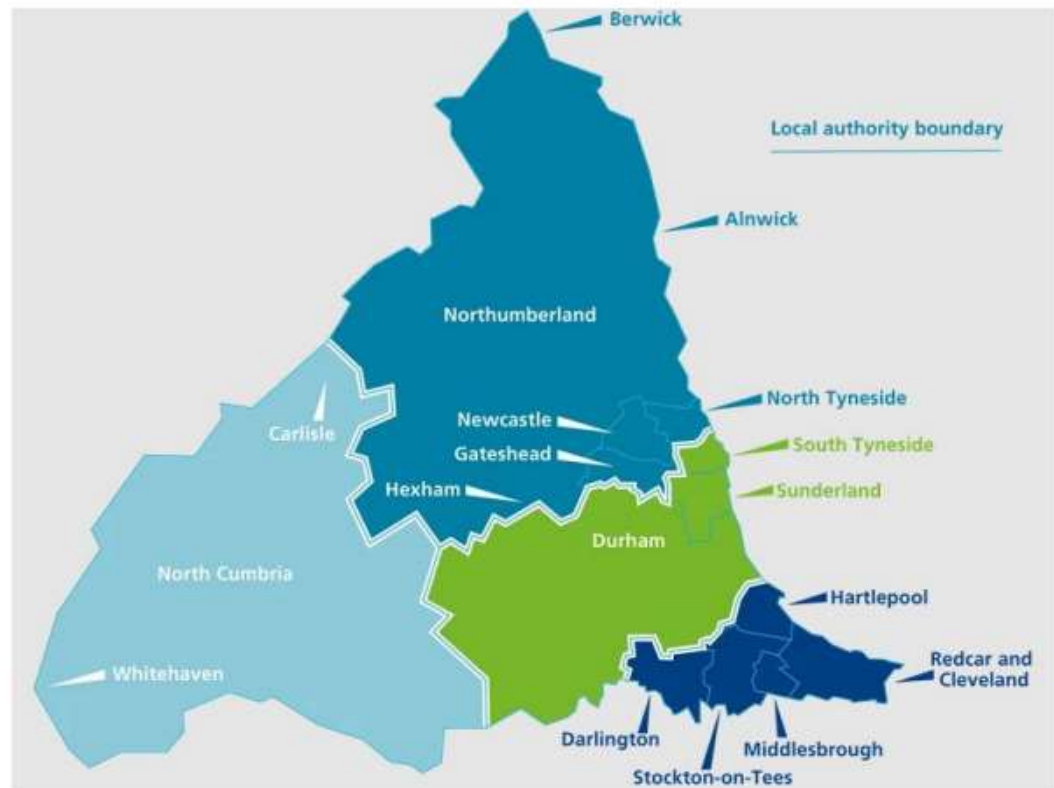 Berwick
Local authority boundary
Alnwick
Northumberland
North Tyneside
Newcastle
Carlisle
South Tyneside
Gateshead
Hexham
Sunderland
Durham
North Cumbria
Hartlepool
Whitehaven
Redcar and
Cleveland
Darlington
Middlesbrough
Stockton-on-Tees